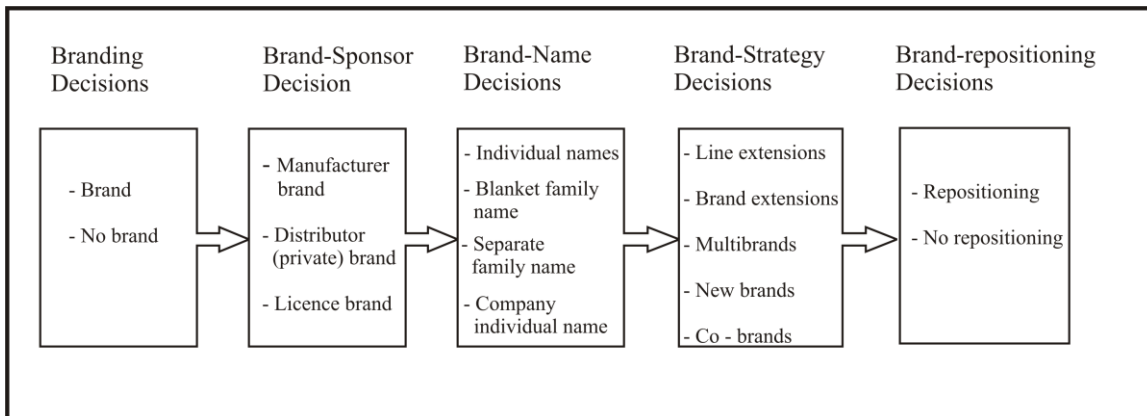 Branding
Decisions
Brand-Sponsor
Decision
Brand-Name
Decisions
Brand-Strategy
Decisions
Brand-repositioning
Decisions
- Brand
- No brand
- Manufacturer
brand
- Distributor
(private) brand
- Licence brand
- Individual names
- Blanket family
name
- Separate
family name
- Company
individual name
- Line extensions
- Brand extensions
- Multibrands
- New brands
- Co - brands
- Repositioning
- No repositioning